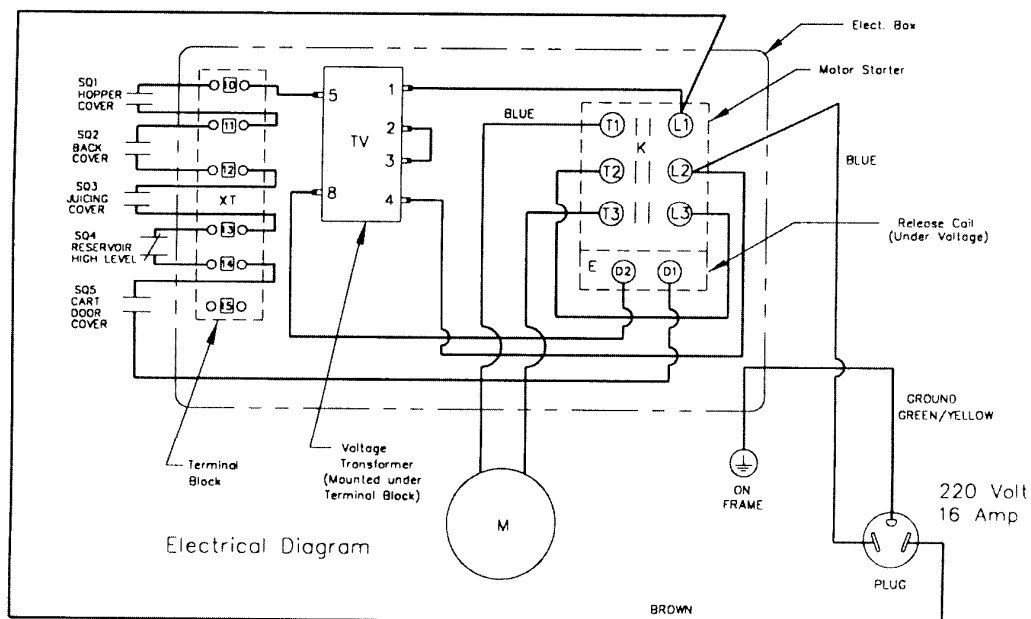 Elect. Box
Motor Starter
SQ1
HOPPER
COVER
SQ2
BACK
COVER
SQ3
JUICING
COVER
SQ4
RESERVOIR
HIGH LEVEL
SQ5
CART
DOOR
COVER
10
11
12
XT
13
14
15
5
1
2
TV
3
8
4
BLUE
T1
L1
K
T2
L2
T3
L3
E
D2
D1
BLUE
Release Coil
(Under Voltage)
GROUND
GREEN/YELLOW
Terminal
Block
Voltage
Transformer
(Mounted under
Terminal Block)
M
ON
FRAME
220 Volt
16 Amp
PLUG
Electrical Diagram
BROWN